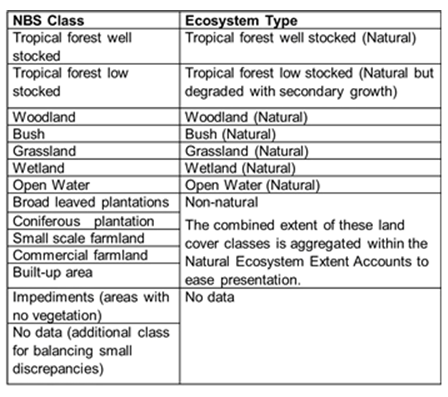 NBS Class Ecosystem Type
Tropical forest well Tropical forest well stocked (Natural)
stocked
Tropical forest low Tropical forest low stocked (Natural but
stocked degraded with secondary growth)
Woodland Woodland (Natural)
Bush Bush (Natural)
Grassland Grassland (Natural)
Wetland Wetland (Natural)
Open Water Open Water (Natural)
Broad leaved plantations Non-natural
Coniferous plantation The combined extent of these land
Small scale farmland cover classes is aggregated within the
Commercial farmland Natural Ecosystem Extent Accounts to
Built-up area ease presentation.
Impediments (areas with No data
no vegetation)
No data (additional class
for balancing small
discrepancies)